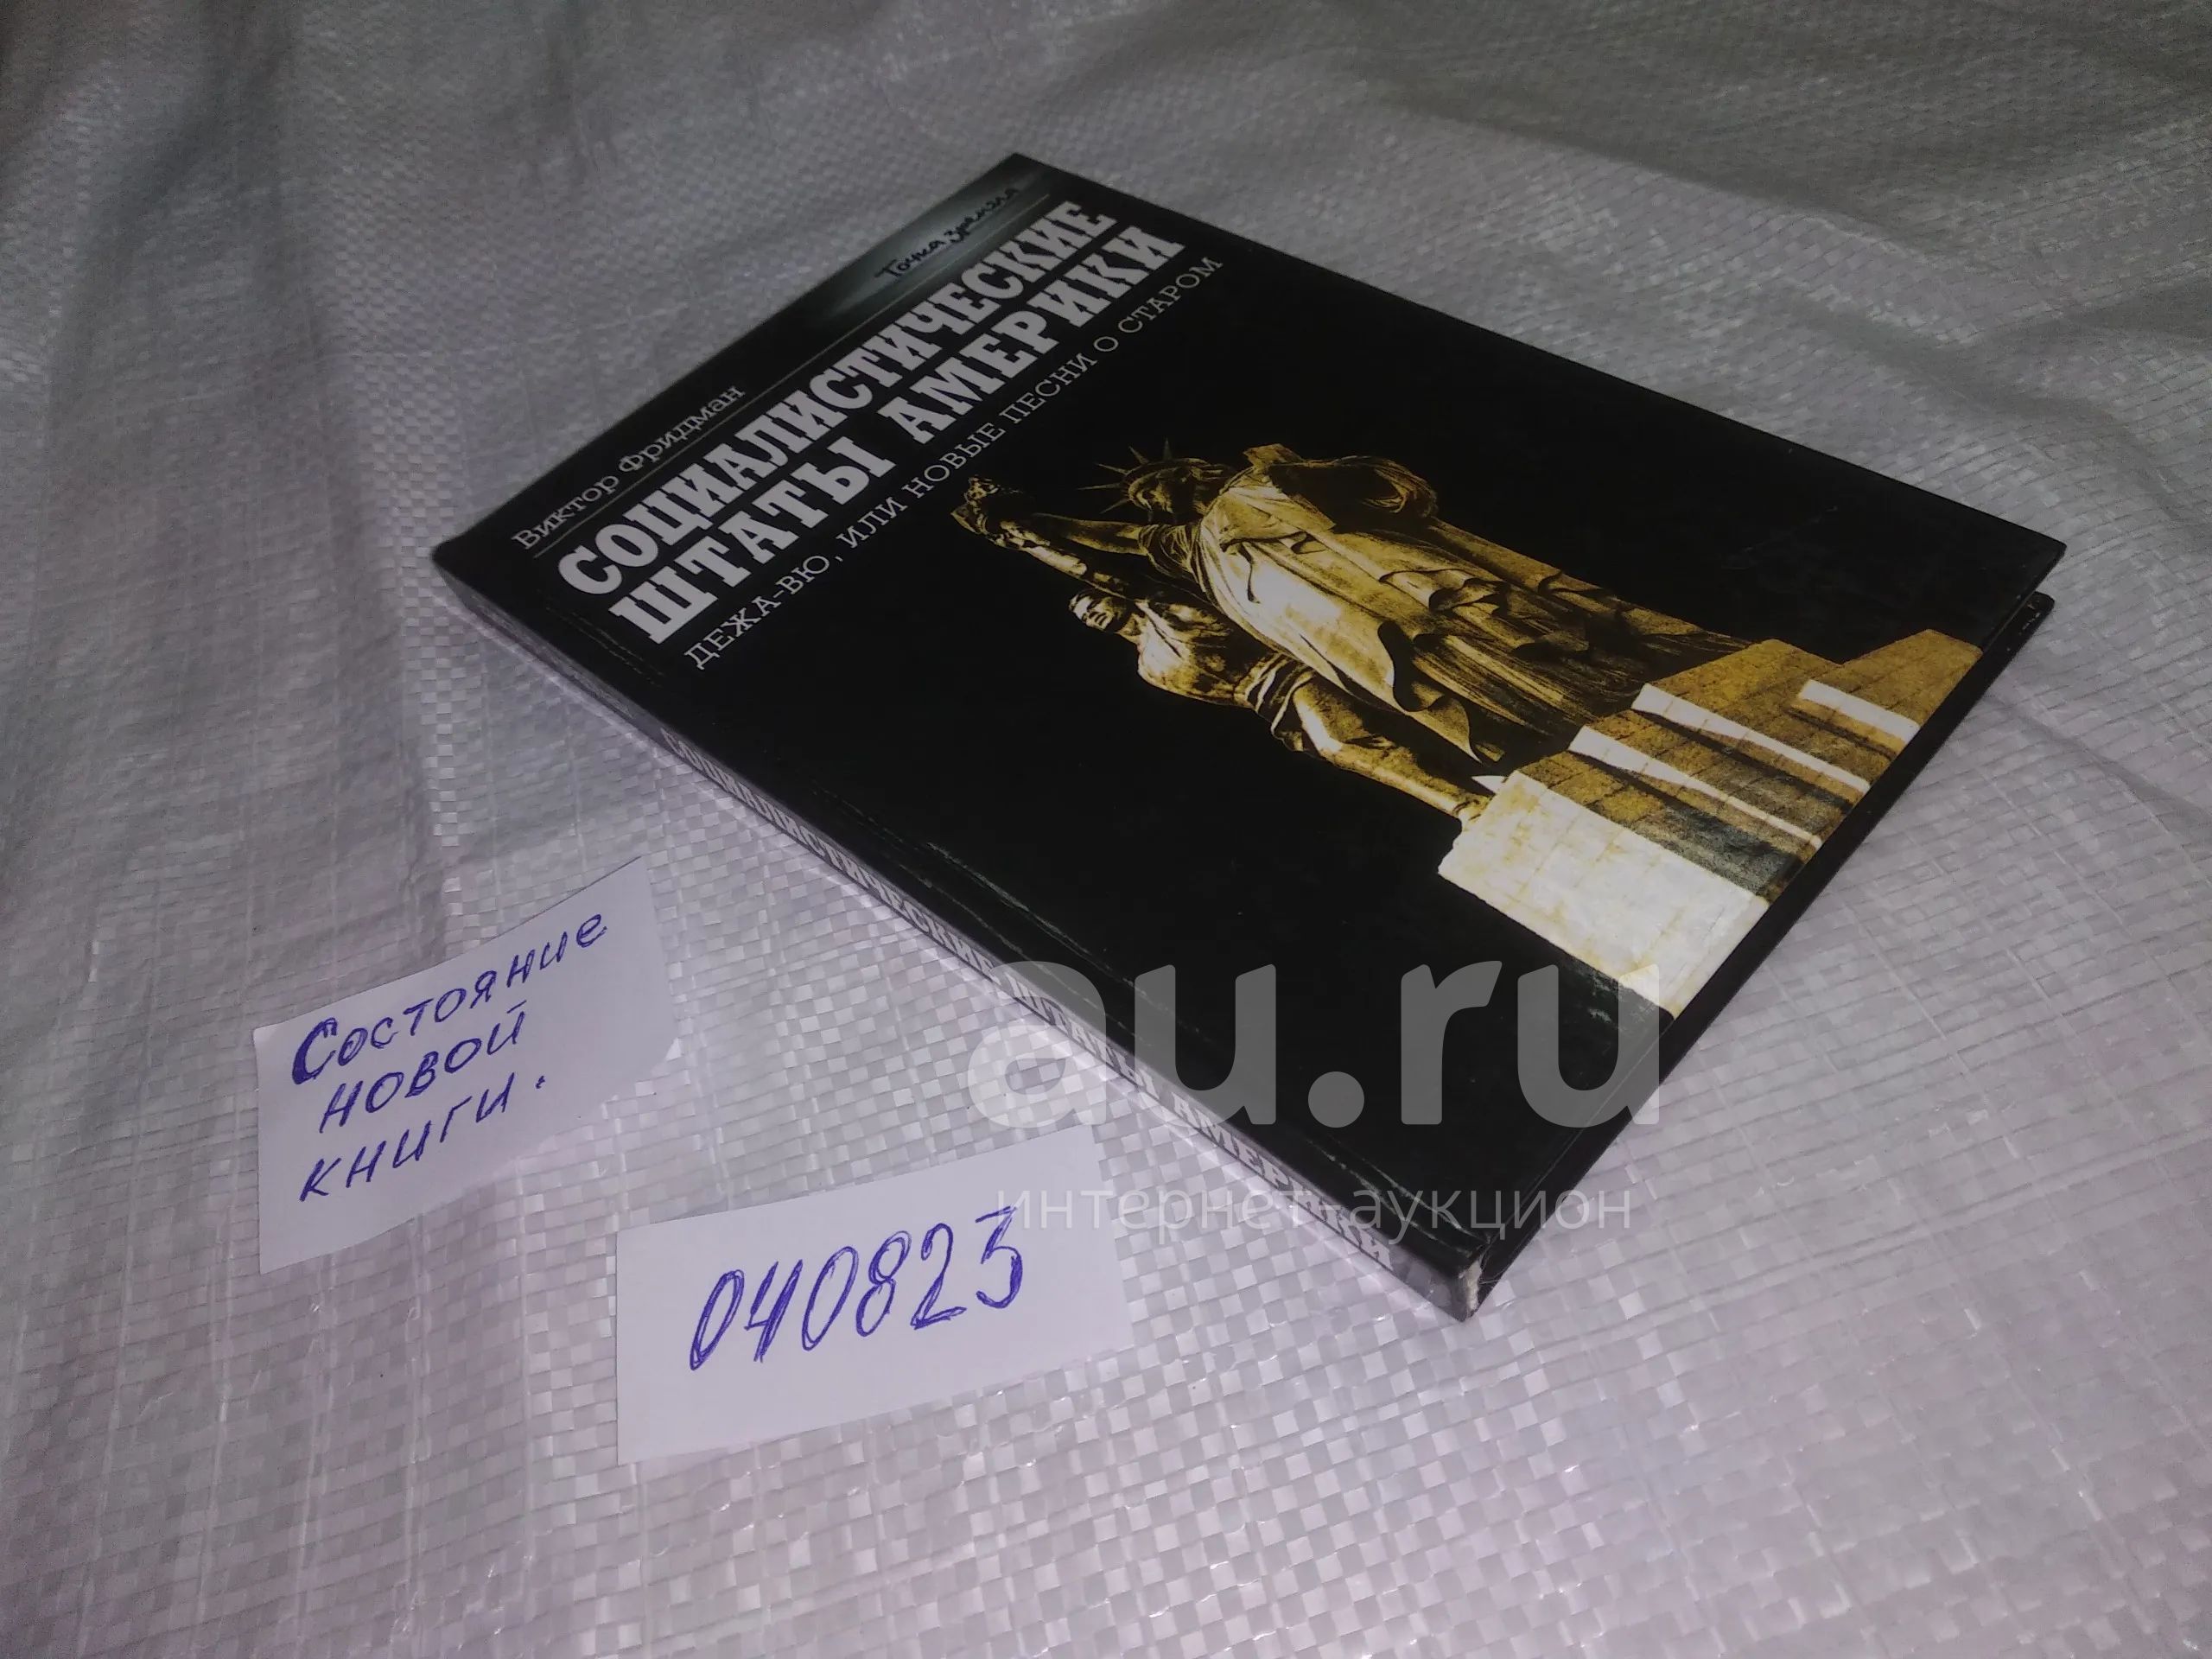 Виктор Фридман
Точка зрения
СОЦИАЛИСТИЧЕСКИЕ
ШТАТЫ АМЕРИКИ
ДЕЖА-ВЮ, ИЛИ НОВЫЕ ПЕСНИ О СТАРОМ
СОЦИАЛИСТИЧЕСКИЕ ШТАТЫ АМЕРИКИ
Состояние
новой
книги.
040823
au.ru
интернет-аукцион